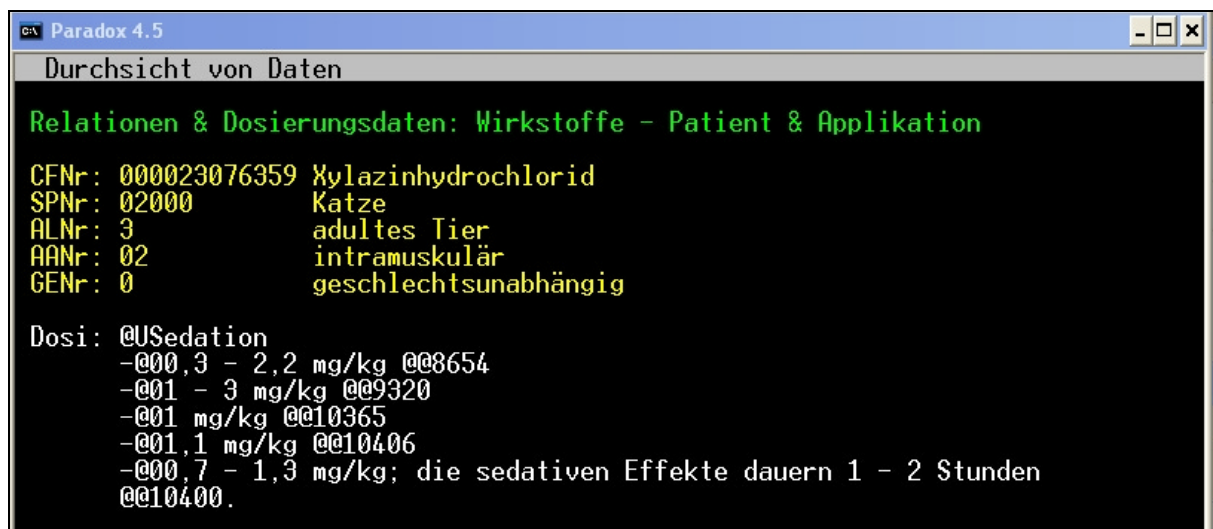 Paradox 4.5
Durchsicht von Daten
Relationen & Dosierungsdaten: Wirkstoffe - Patient & Applikation
CFNr: 000023076359 Xylazinhydrochlorid
SPNr: 02000 Katze
ALNr: 3 adultes Tier
AANr: 02 intramuskulär
GENr: 0 geschlechtsunabhängig
Dosi: @USedation
-@00,3 - 2,2 mg/kg @@8654
-@01 - 3 mg/kg @@9320
-@01 mg/kg @@10365
-@01,1 mg/kg @@10406
-@00,7 - 1,3 mg/kg; die sedativen Effekte dauern 1 - 2 Stunden
@@10400.